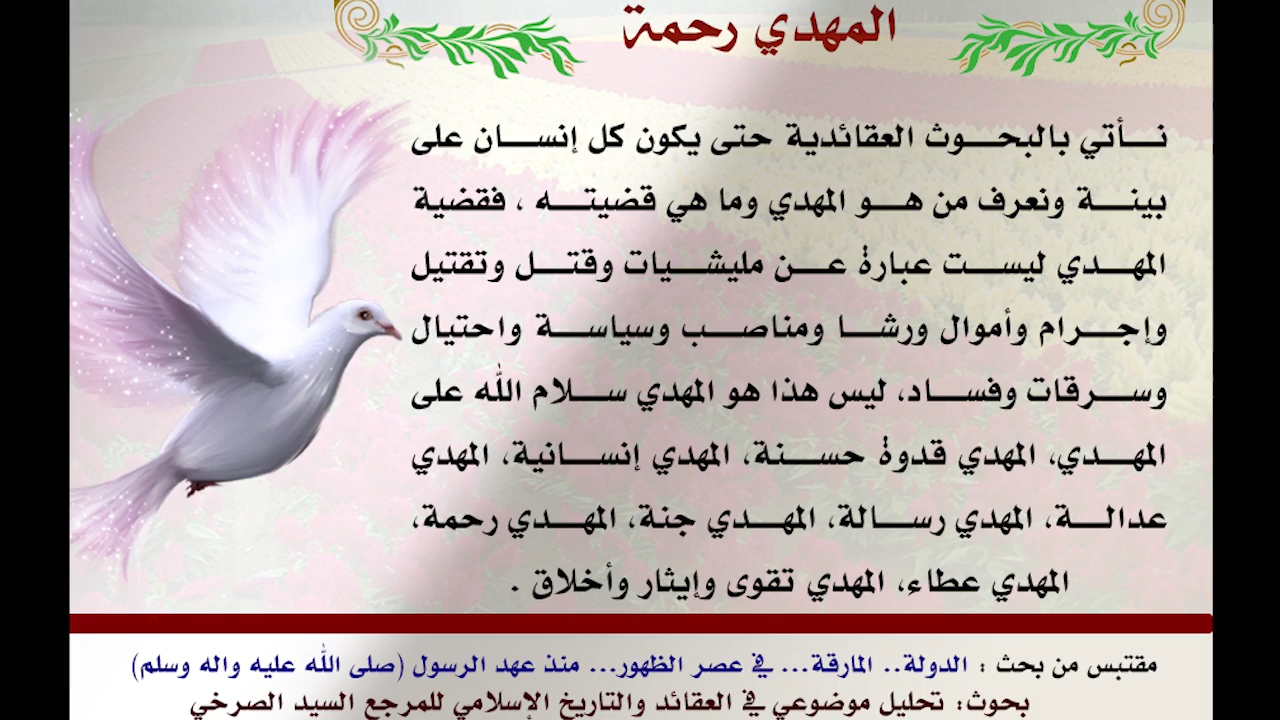 المهدي رحمة
نـأتي بالبحـوث العقائدية حتى يكون كل إنسـان على
بينـة ونعرف من هـو المهدي وما هي قضيتـه ، فقضية
المهـدي ليسـت عبارة عـن مليشـيات وقتـل وتقتيل
وإجـرام وأموال ورشـا ومناصـب وسياسـة واحتيال
وسـرقات وفسـاد، ليس هذا هو المهدي سـلام الله على
المهـدي، المهدي قدوة حسـنة، المهدي إنسـانية، المهدي
عدالـة، المهدي رسـالة، المهـدي جنة، المهـدي رحمة،
المهدي عطاء، المهدي تقوى وإيثار وأخلاق .
مقتبس من بحث : الدولة.. المارقة... في عصر الظهور... منذ عهد الرسول (صلى الله عليه واله وسلم)
بحوث: تحليل موضوعي في العقائد والتاريخ الإسلامي للمرجع السيد الصرخي